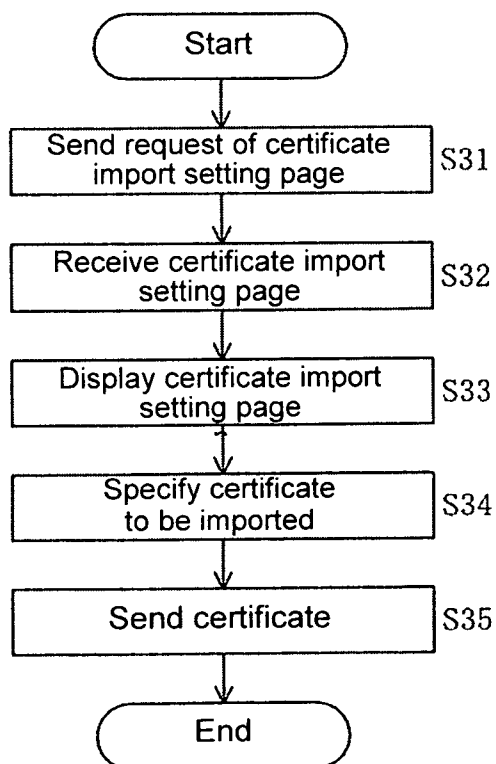 Start
Send request of certificate
import setting page
S31
Receive certificate import
setting page
S32
Display certificate import
setting page
S33
Specify certificate
to be imported
S34
Send certificate
S35
End